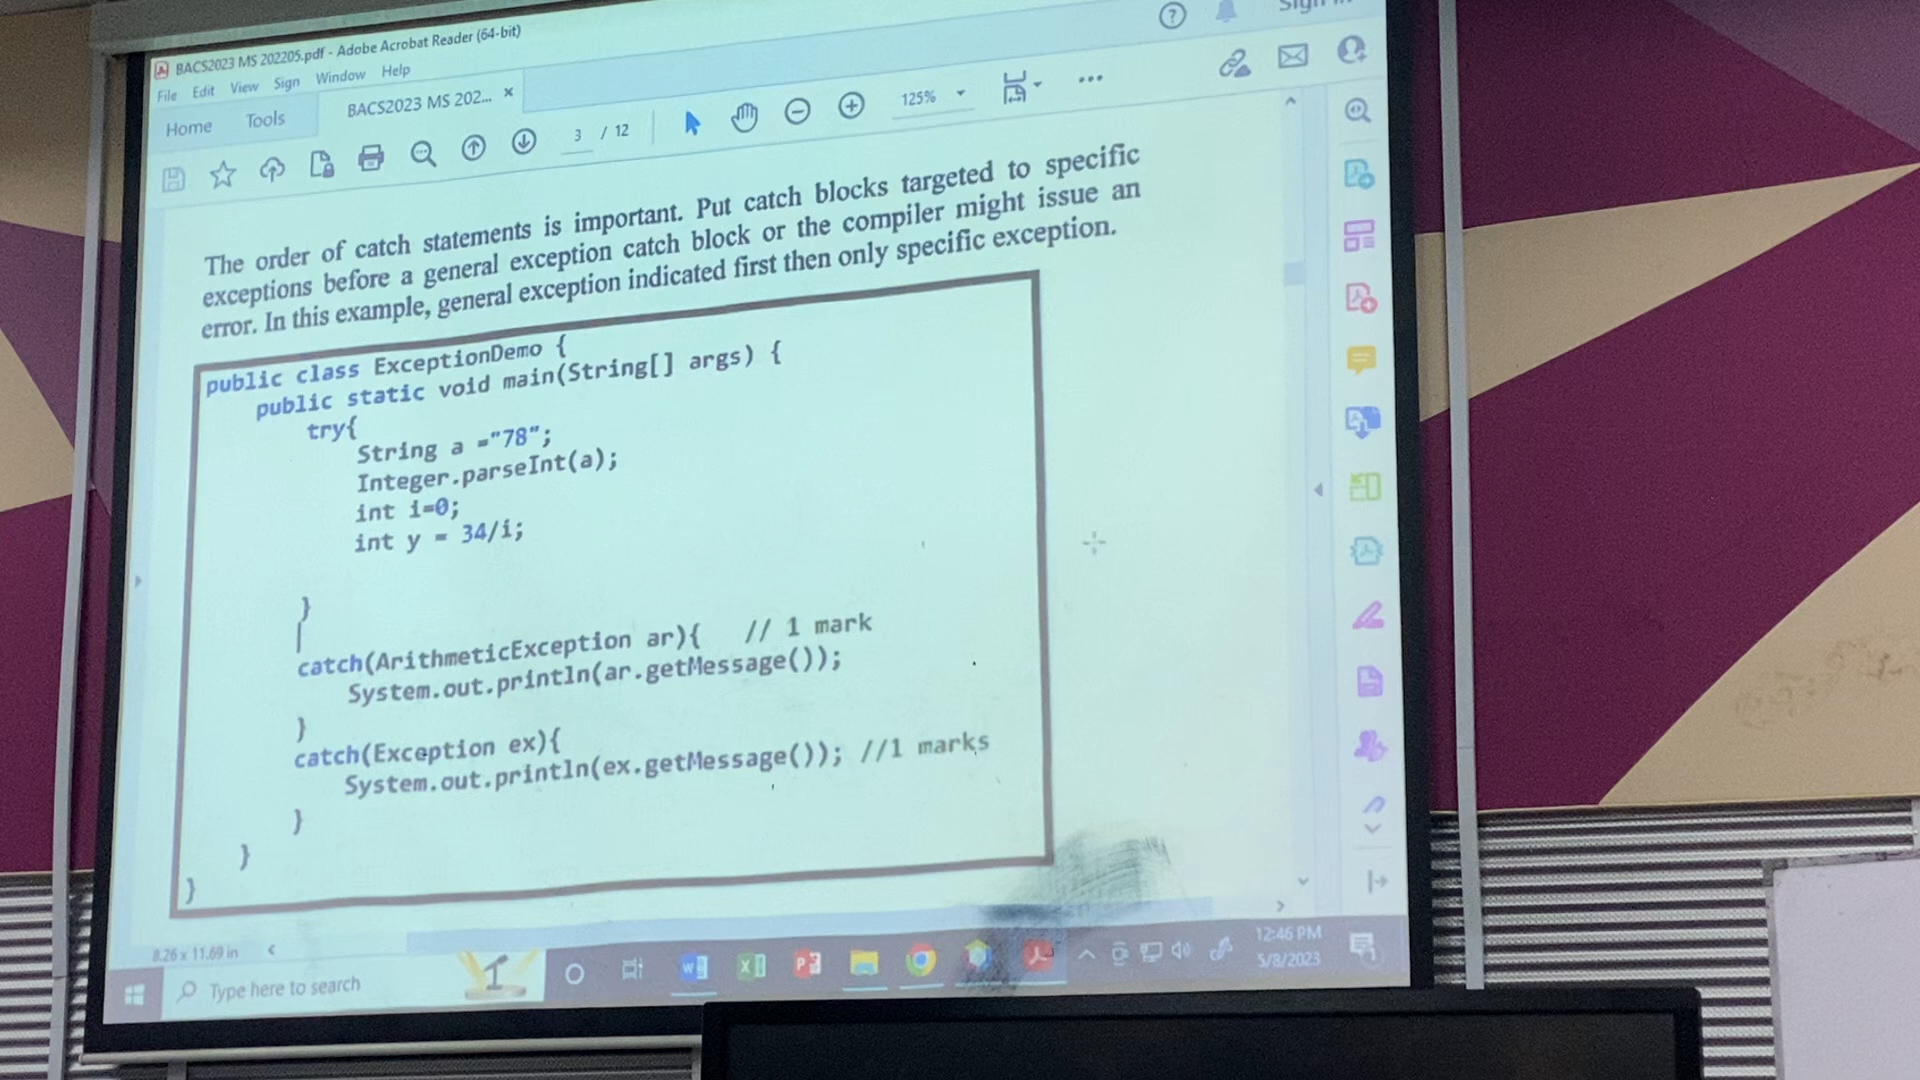 BACS2023 MS 202205.pdf - Adobe Acrobat Reader (64-bit)
File Edit View Sign Window Help
Home Tools BACS2023 MS 202... ×
3 / 12 125%
The order of catch statements is important. Put catch blocks targeted to specific
exceptions before a general exception catch block or the compiler might issue an
error. In this example, general exception indicated first then only specific exception.
public class ExceptionDemo {
public static void main(String[] args) {
try{
String a ="78";
Integer.parseInt(a);
int i=0;
int y = 34/i;
}
catch(ArithmeticException ar){ // 1 mark
System.out.println(ar.getMessage());
}
catch(Exception ex){
System.out.println(ex.getMessage()); //1 marks
}
}
}
8.26 x 11.69 in
Type here to search
12:46 PM
5/8/2023